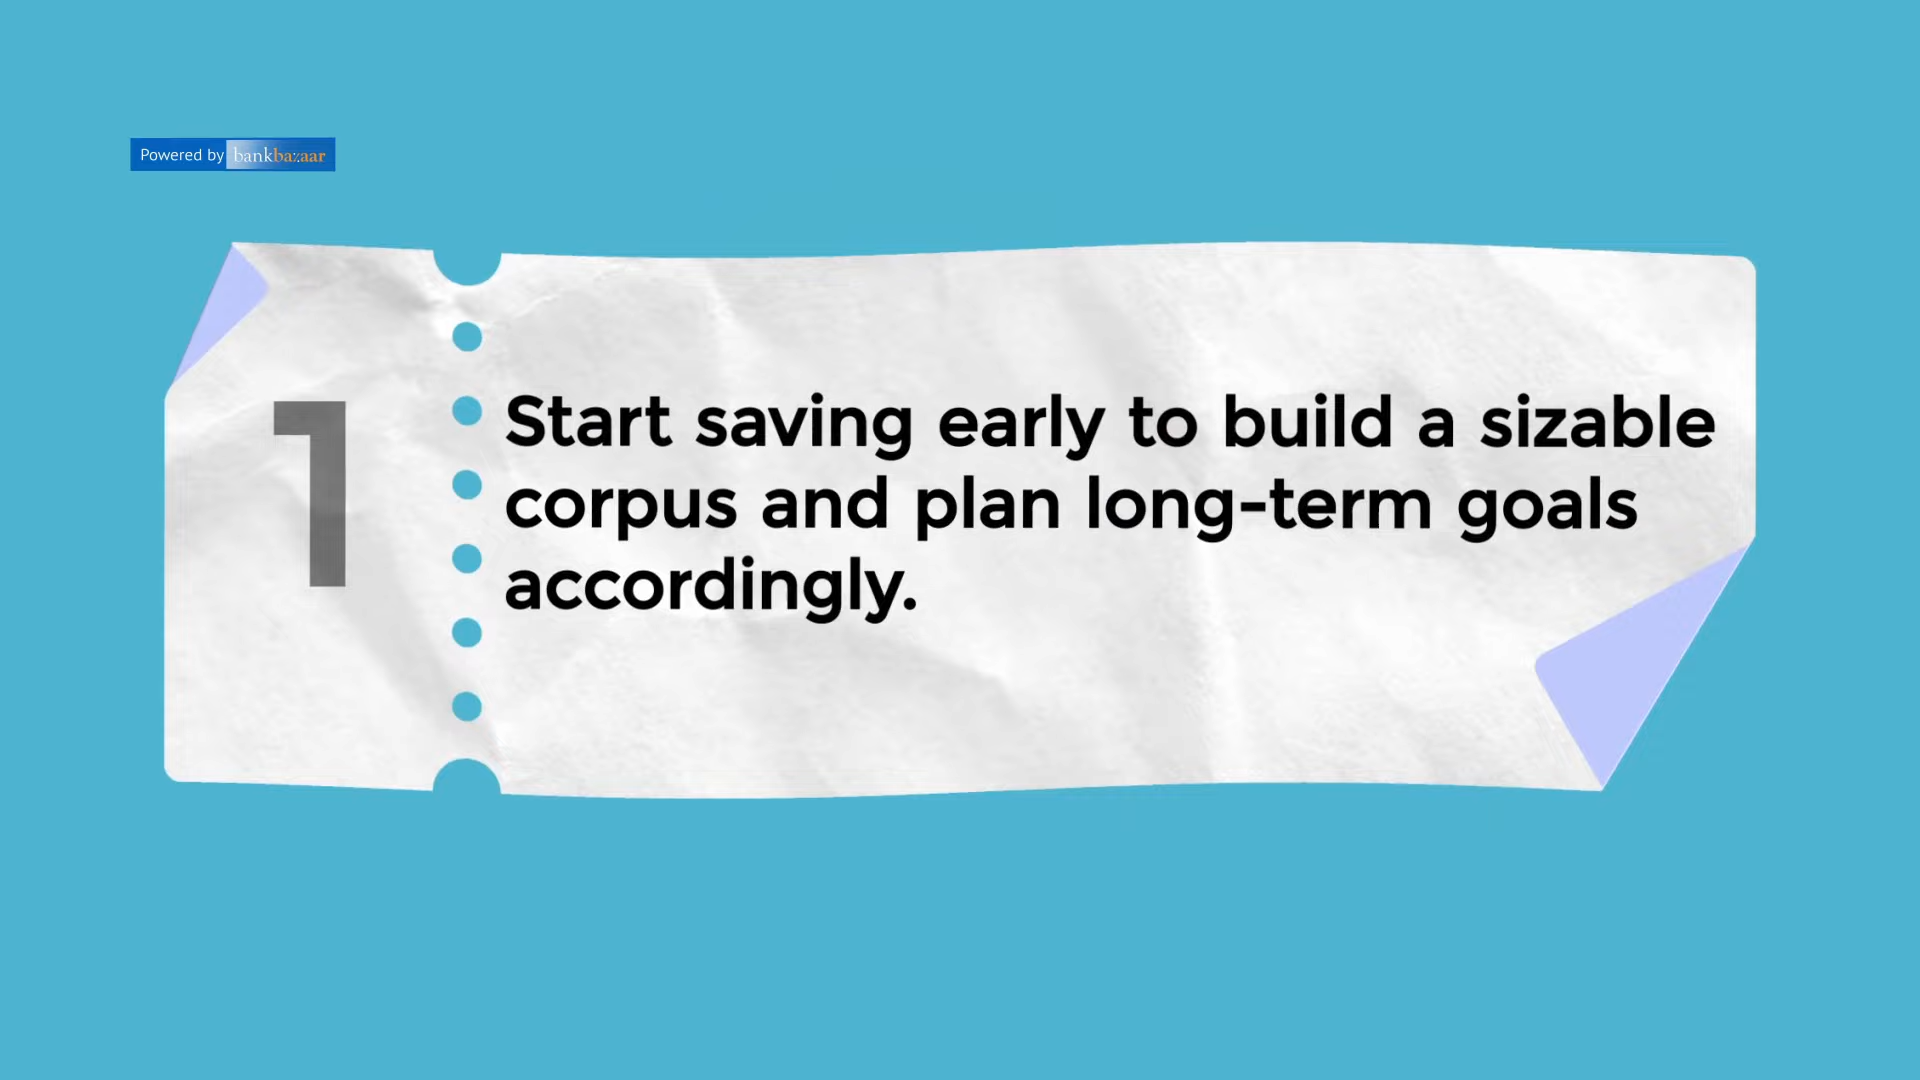 Powered by bankbazaar
1
Start saving early to build a sizable
corpus and plan long-term goals
accordingly.